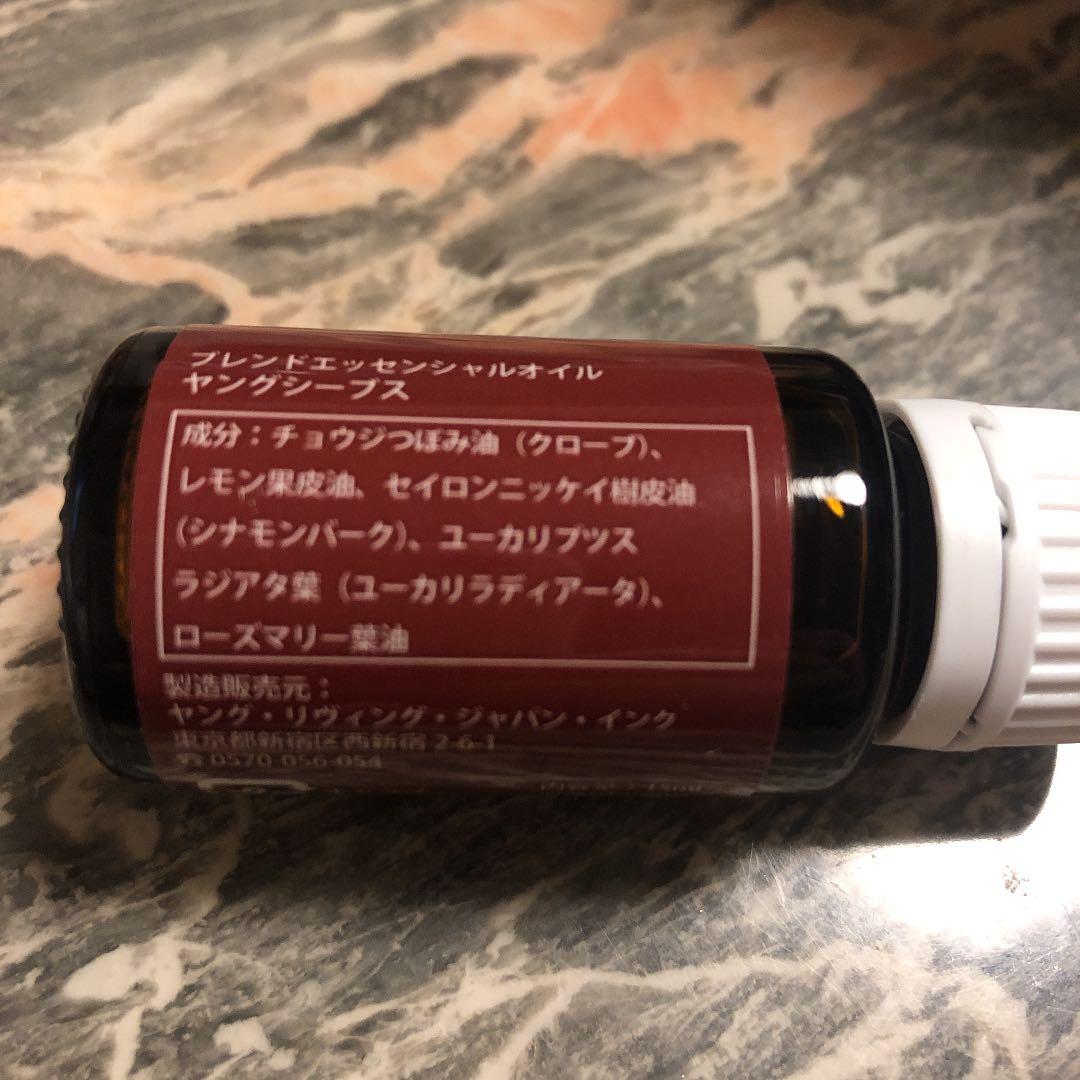 ブレンドエッセンシャルオイル
ヤングシーブス
成分：チョウジつぼみ油（クローブ）、
レモン果皮油、セイロンニッケイ樹皮油
（シナモンバーク）、ユーカリプツス
ラジアタ葉（ユーカリラディアータ）、
ローズマリー葉油
製造販売元：
ヤング・リヴィング・ジャパン・インク
東京都新宿区西新宿 2-6-1
☎ 0570-056-054